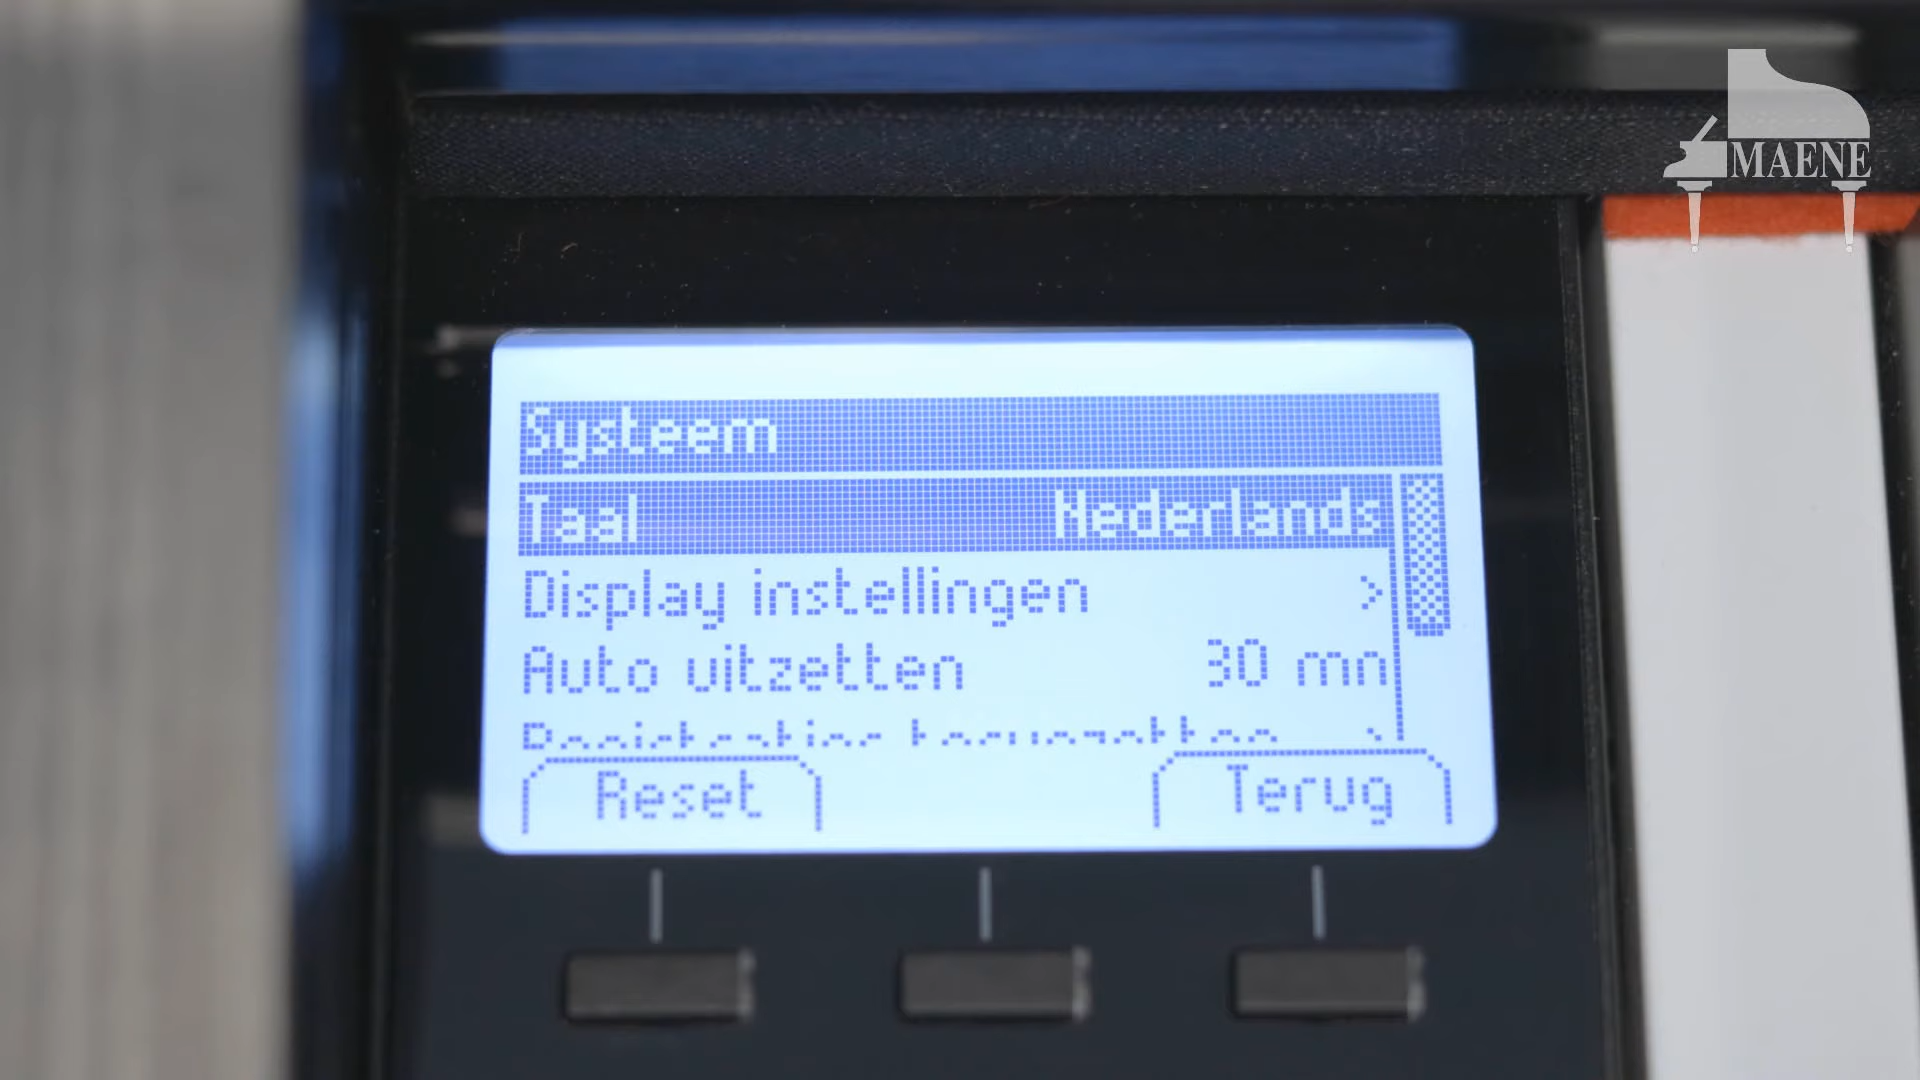 MAENE
Systeem
Taal Nederlands
Display instellingen >
Auto uitzetten 30 mn
Reset Terug